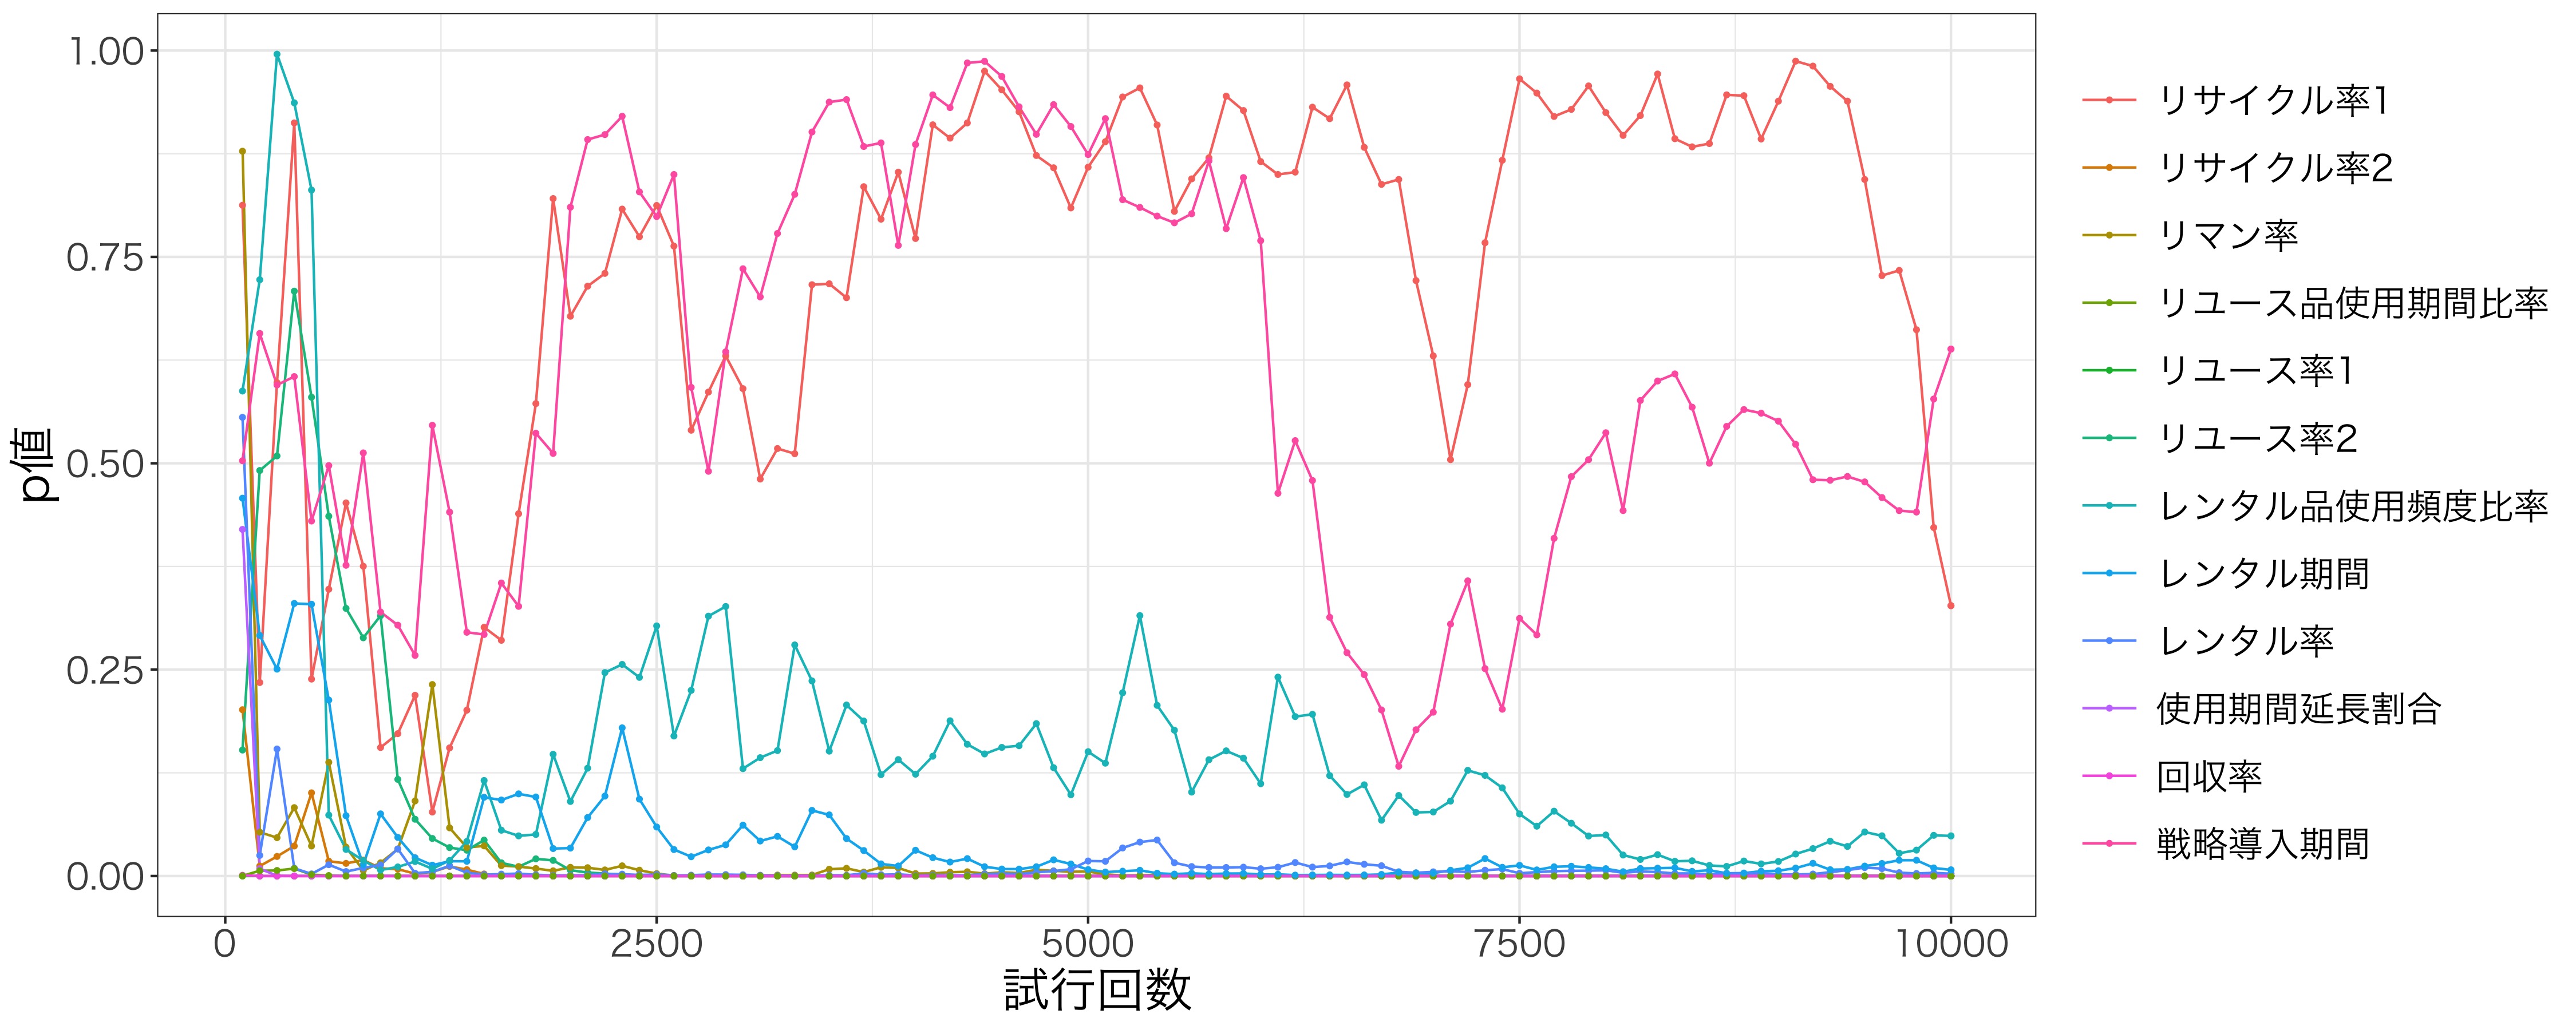 1.00
0.75
0.50
0.25
0.00
p値
0
2500
5000
7500
10000
試行回数
リサイクル率1
リサイクル率2
リマン率
リユース品使用期間比率
リユース率1
リユース率2
レンタル品使用頻度比率
レンタル期間
レンタル率
使用期間延長割合
回収率
戦略導入期間